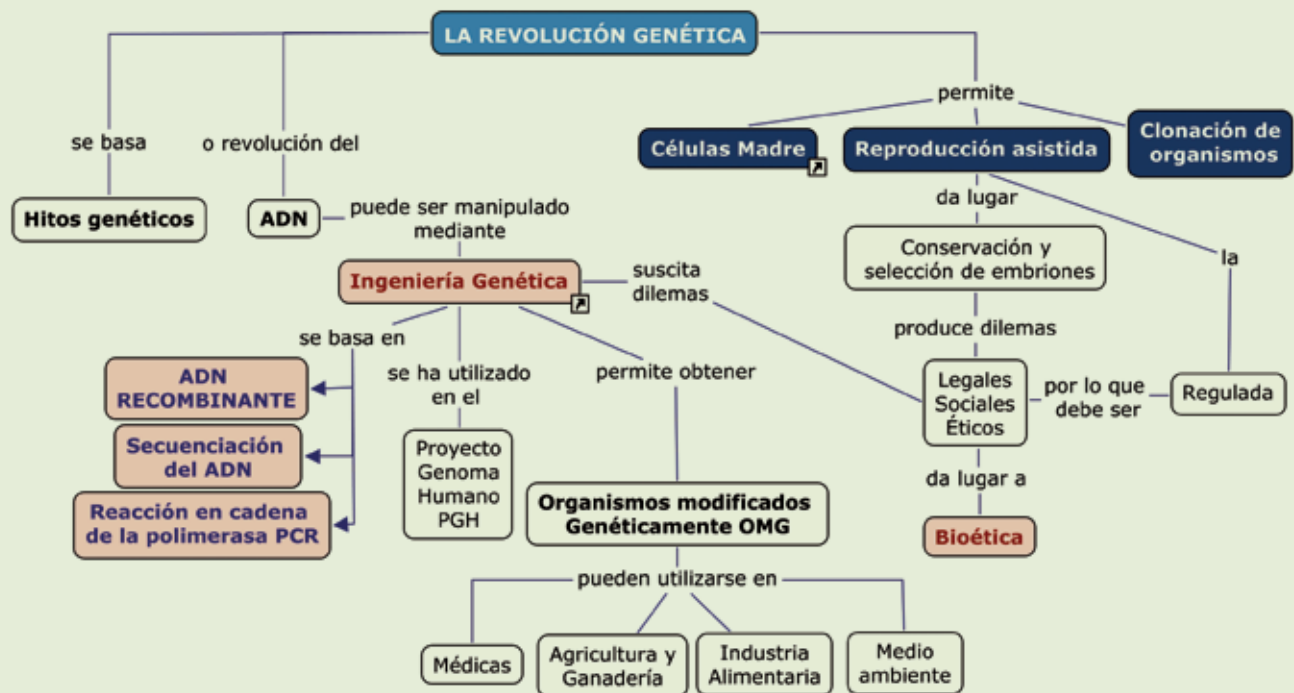 LA REVOLUCIÓN GENÉTICA
se basa
Hitos genéticos
o revolución del
ADN
puede ser manipulado
mediante
Ingeniería Genética
se basa en
ADN
RECOMBINANTE
Secuenciación
del ADN
Reacción en cadena
de la polimerasa PCR
se ha utilizado
en el
Proyecto
Genoma
Humano
PGH
permite obtener
Organismos modificados
Genéticamente OMG
pueden utilizarse en
Médicas
Agricultura y
Ganadería
Industria
Alimentaria
Medio
ambiente
suscita
dilemas
permite
Células Madre
Reproducción asistida
Clonación de
organismos
da lugar
Conservación y
selección de embriones
produce dilemas
Legales
Sociales
Éticos
por lo que
debe ser
Regulada
la
da lugar a
Bioética